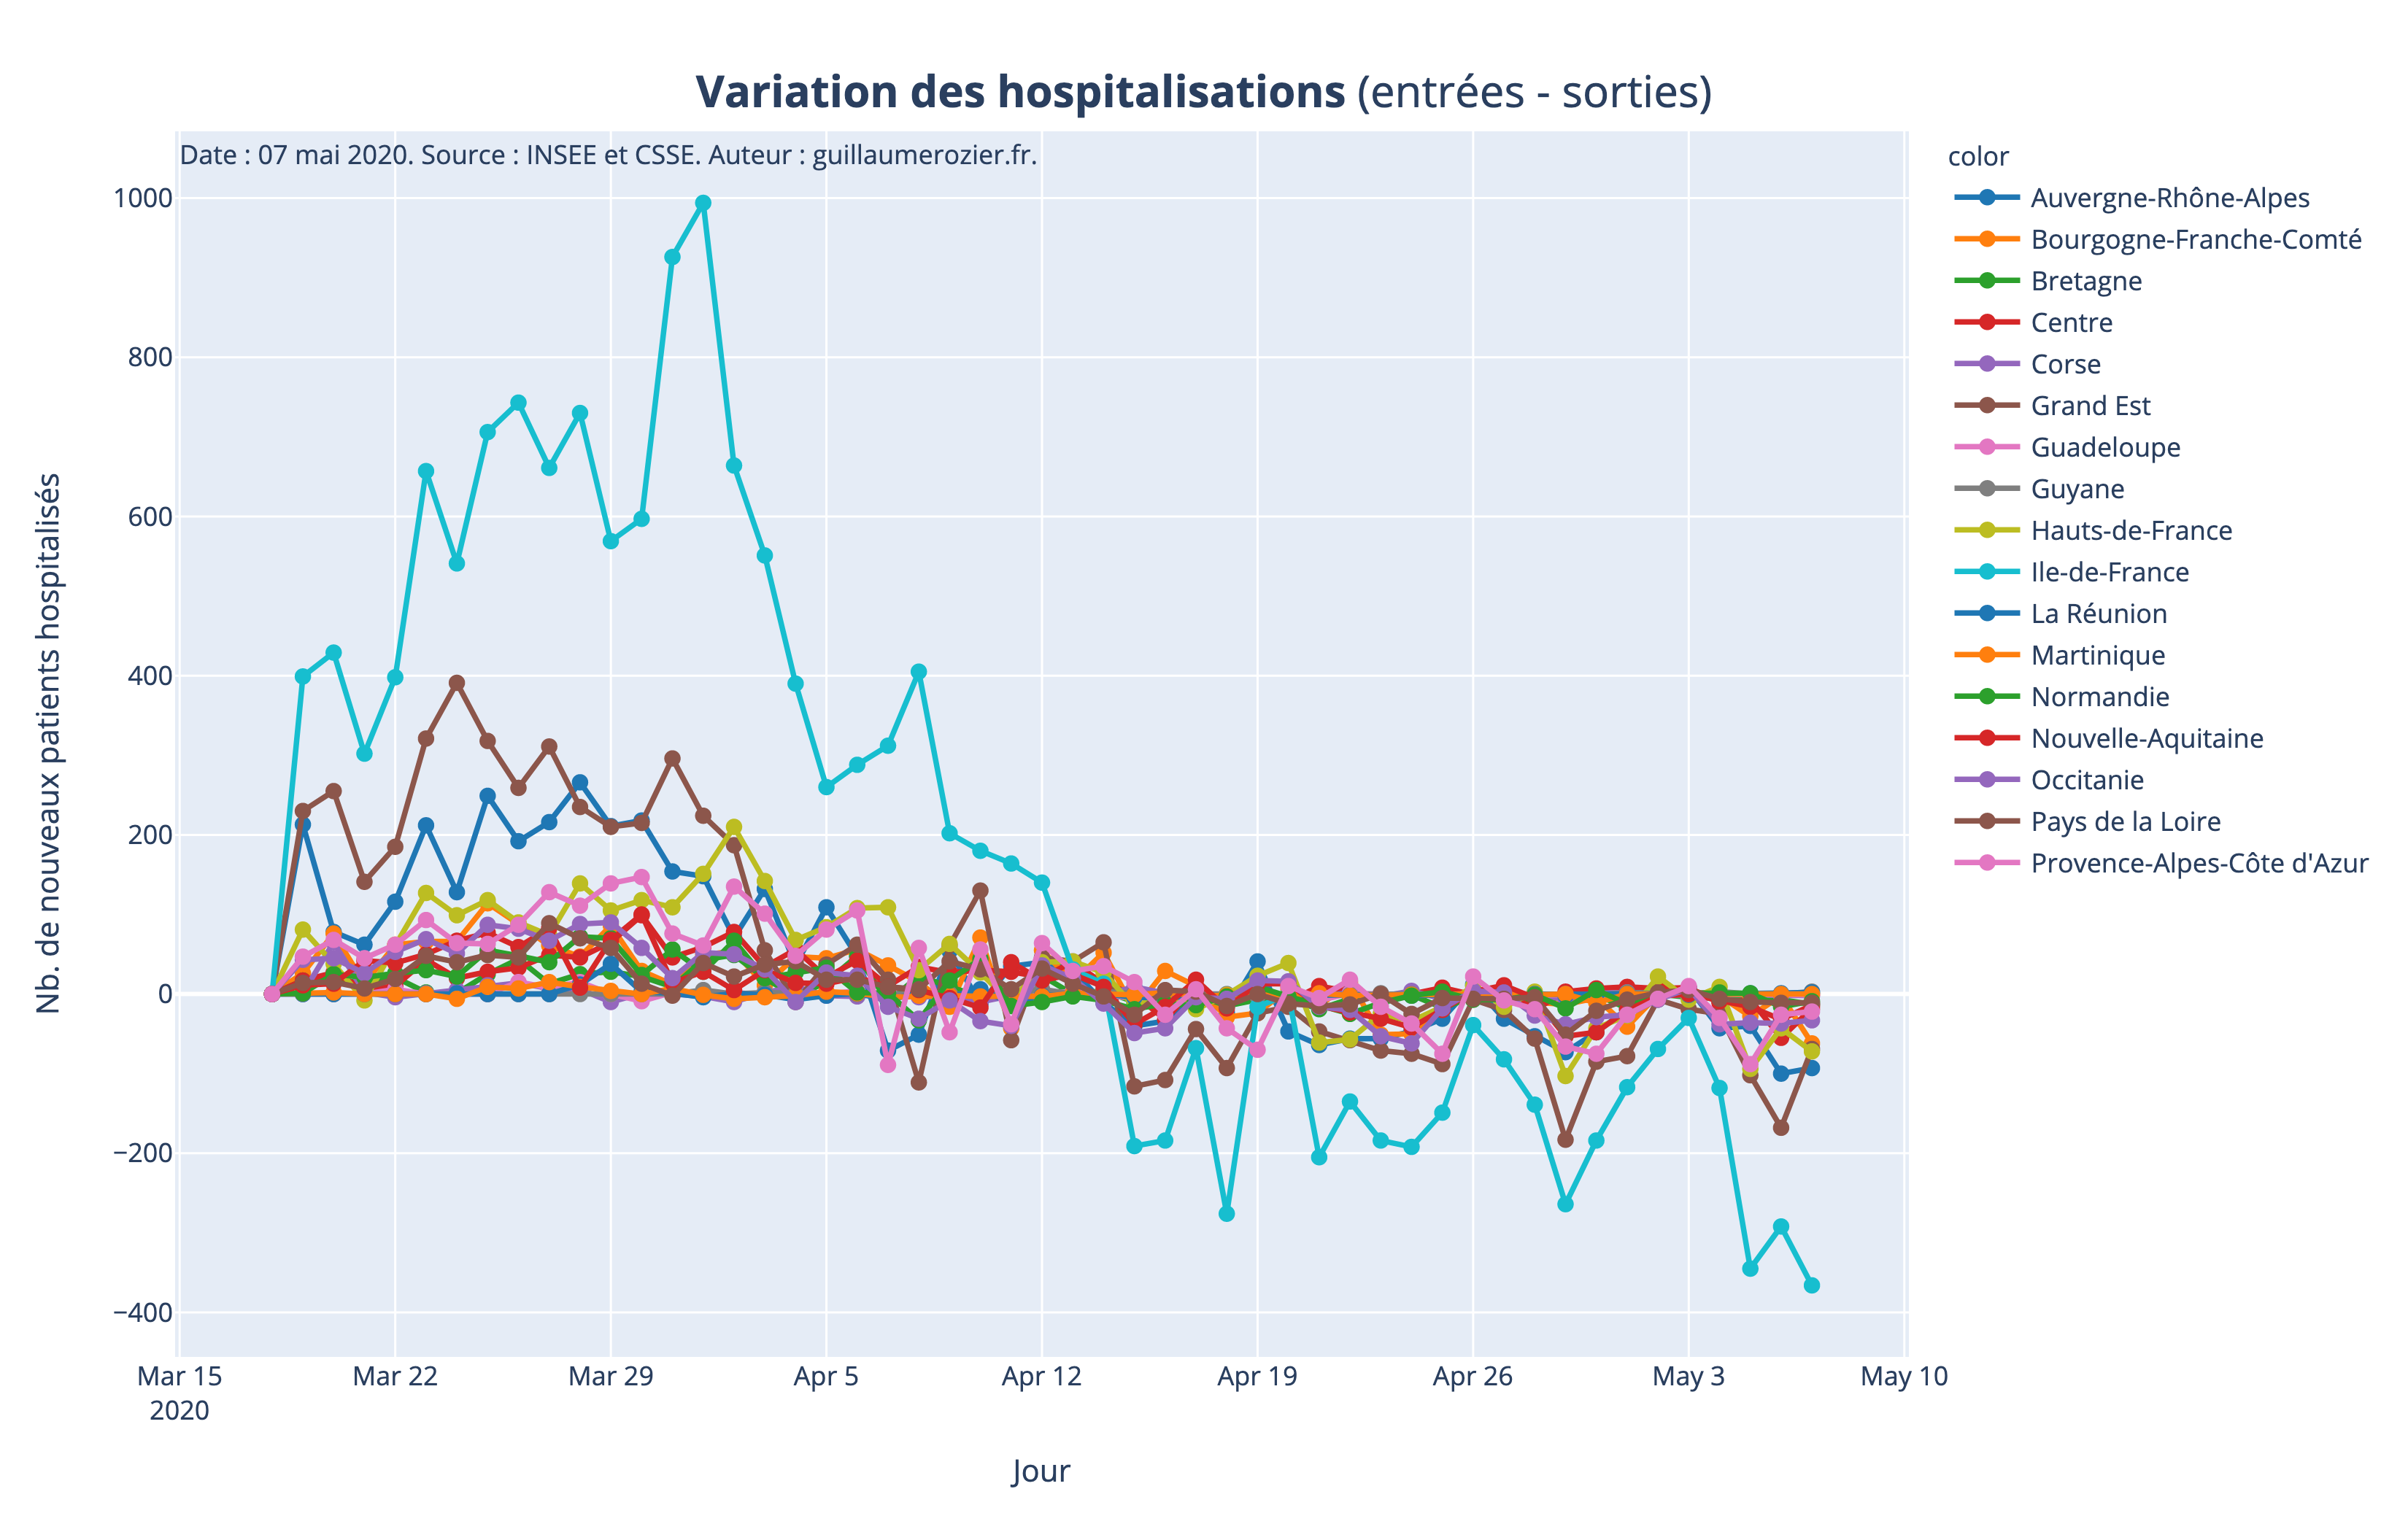 Variation des hospitalisations (entrées - sorties)
Date : 07 mai 2020. Source : INSEE et CSSE. Auteur : guillaumerozier.fr.
Nb. de nouveaux patients hospitalisés
1000
800
600
400
200
0
−200
−400
Mar 15
2020
Mar 22
Mar 29
Apr 5
Apr 12
Apr 19
Apr 26
May 3
May 10
Jour
color
Auvergne-Rhône-Alpes
Bourgogne-Franche-Comté
Bretagne
Centre
Corse
Grand Est
Guadeloupe
Guyane
Hauts-de-France
Ile-de-France
La Réunion
Martinique
Normandie
Nouvelle-Aquitaine
Occitanie
Pays de la Loire
Provence-Alpes-Côte d'Azur